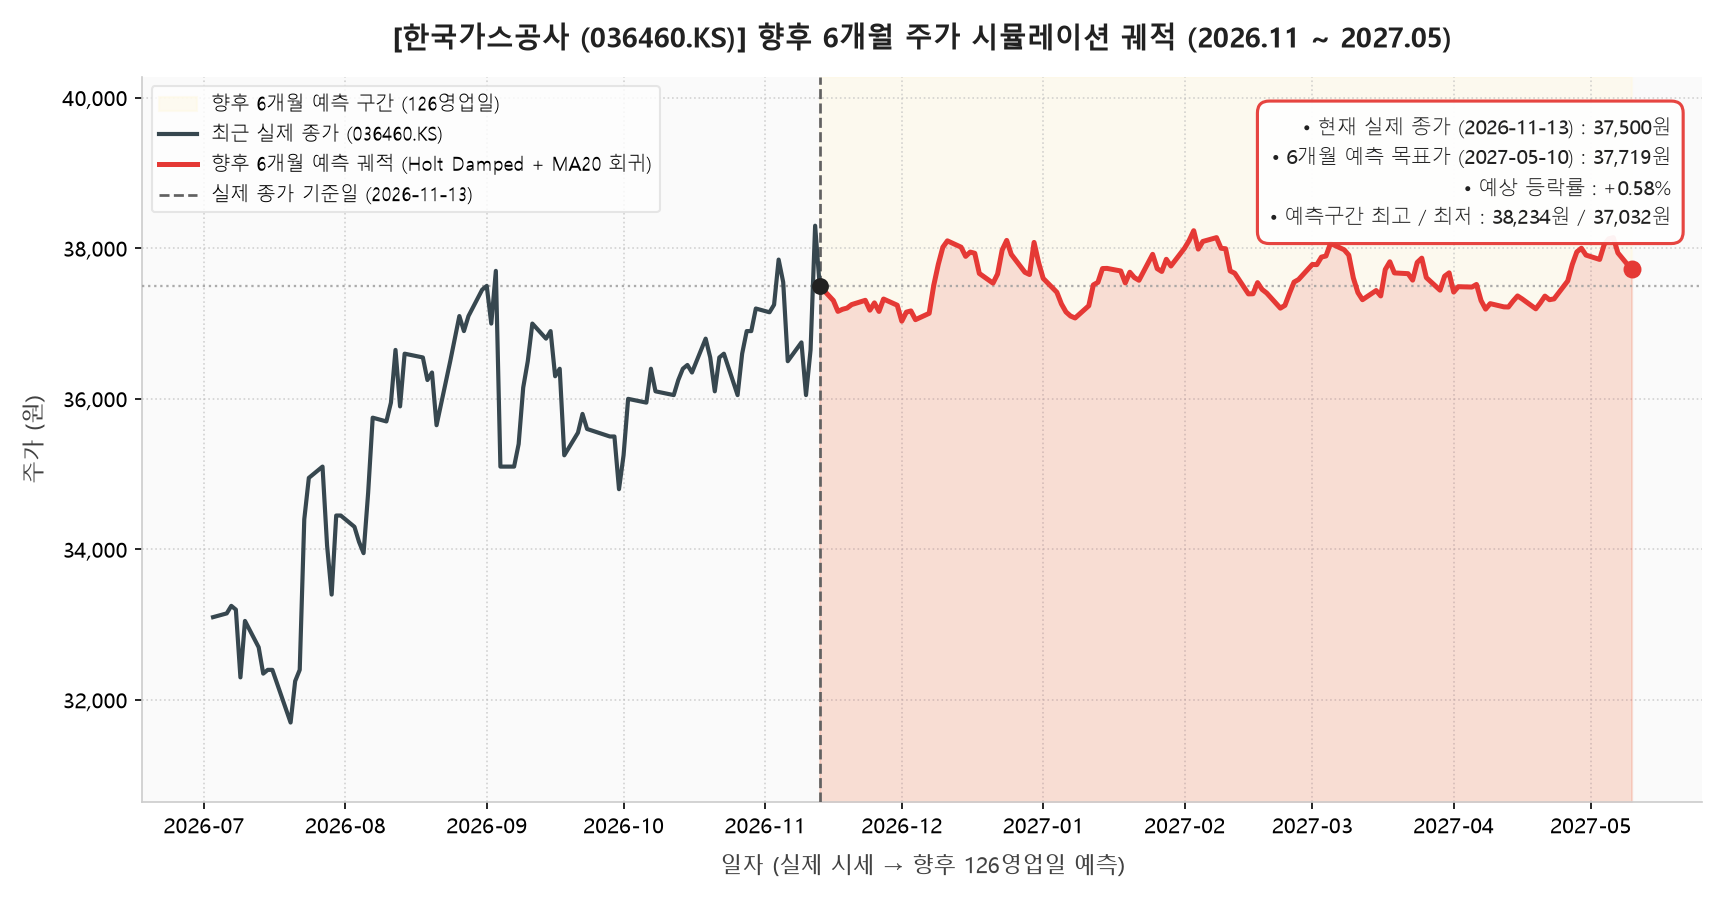 [한국가스공사 (036460.KS)] 향후 6개월 주가 시뮬레이션 궤적 (2026.11 ~ 2027.05)
향후 6개월 예측 구간 (126영업일)
최근 실제 종가 (036460.KS)
향후 6개월 예측 궤적 (Holt Damped + MA20 회귀)
실제 종가 기준일 (2026-11-13)
• 현재 실제 종가 (2026-11-13) : 37,500원
• 6개월 예측 목표가 (2027-05-10) : 37,719원
• 예상 등락률 : +0.58%
• 예측구간 최고 / 최저 : 38,234원 / 37,032원
주가 (원)
40,000
38,000
36,000
34,000
32,000
2026-07
2026-08
2026-09
2026-10
2026-11
2026-12
2027-01
2027-02
2027-03
2027-04
2027-05
일자 (실제 시세 → 향후 126영업일 예측)